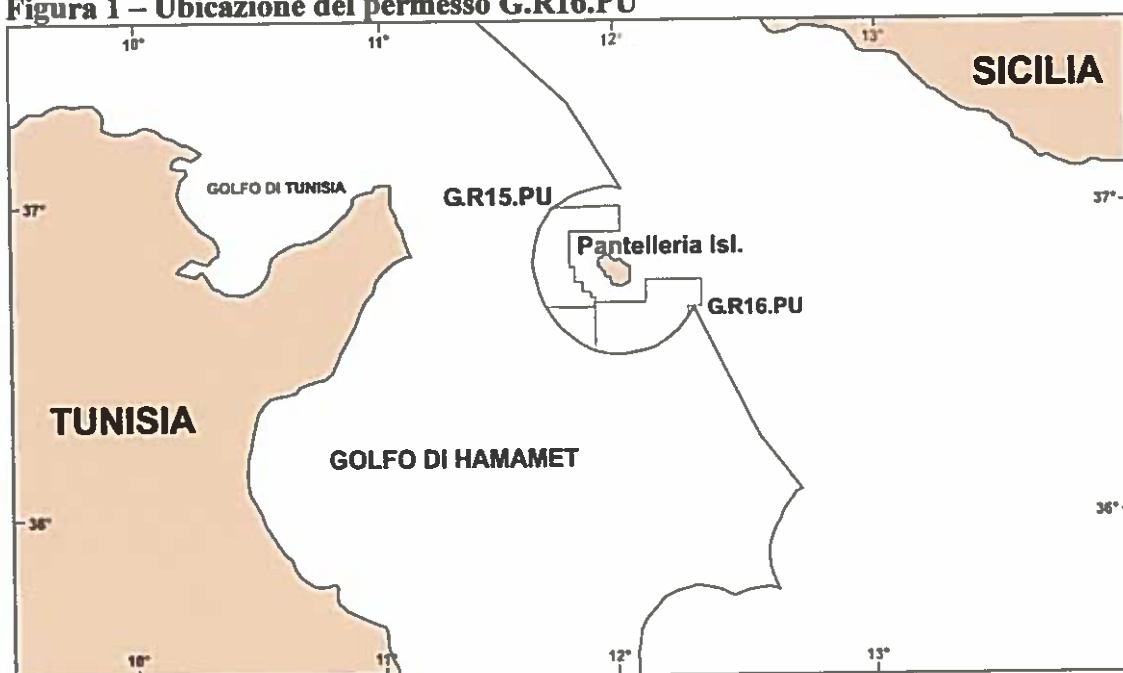 Figura 1 – Ubicazione del permesso G.R16.PU
10° 11° 12° 13°
SICILIA
GOLFO DI TUNISIA
G.R15.PU
37° 37°
Pantelleria Isl.
G.R16.PU
TUNISIA
GOLFO DI HAMAMET
36° 36°
10° 11° 12° 13°